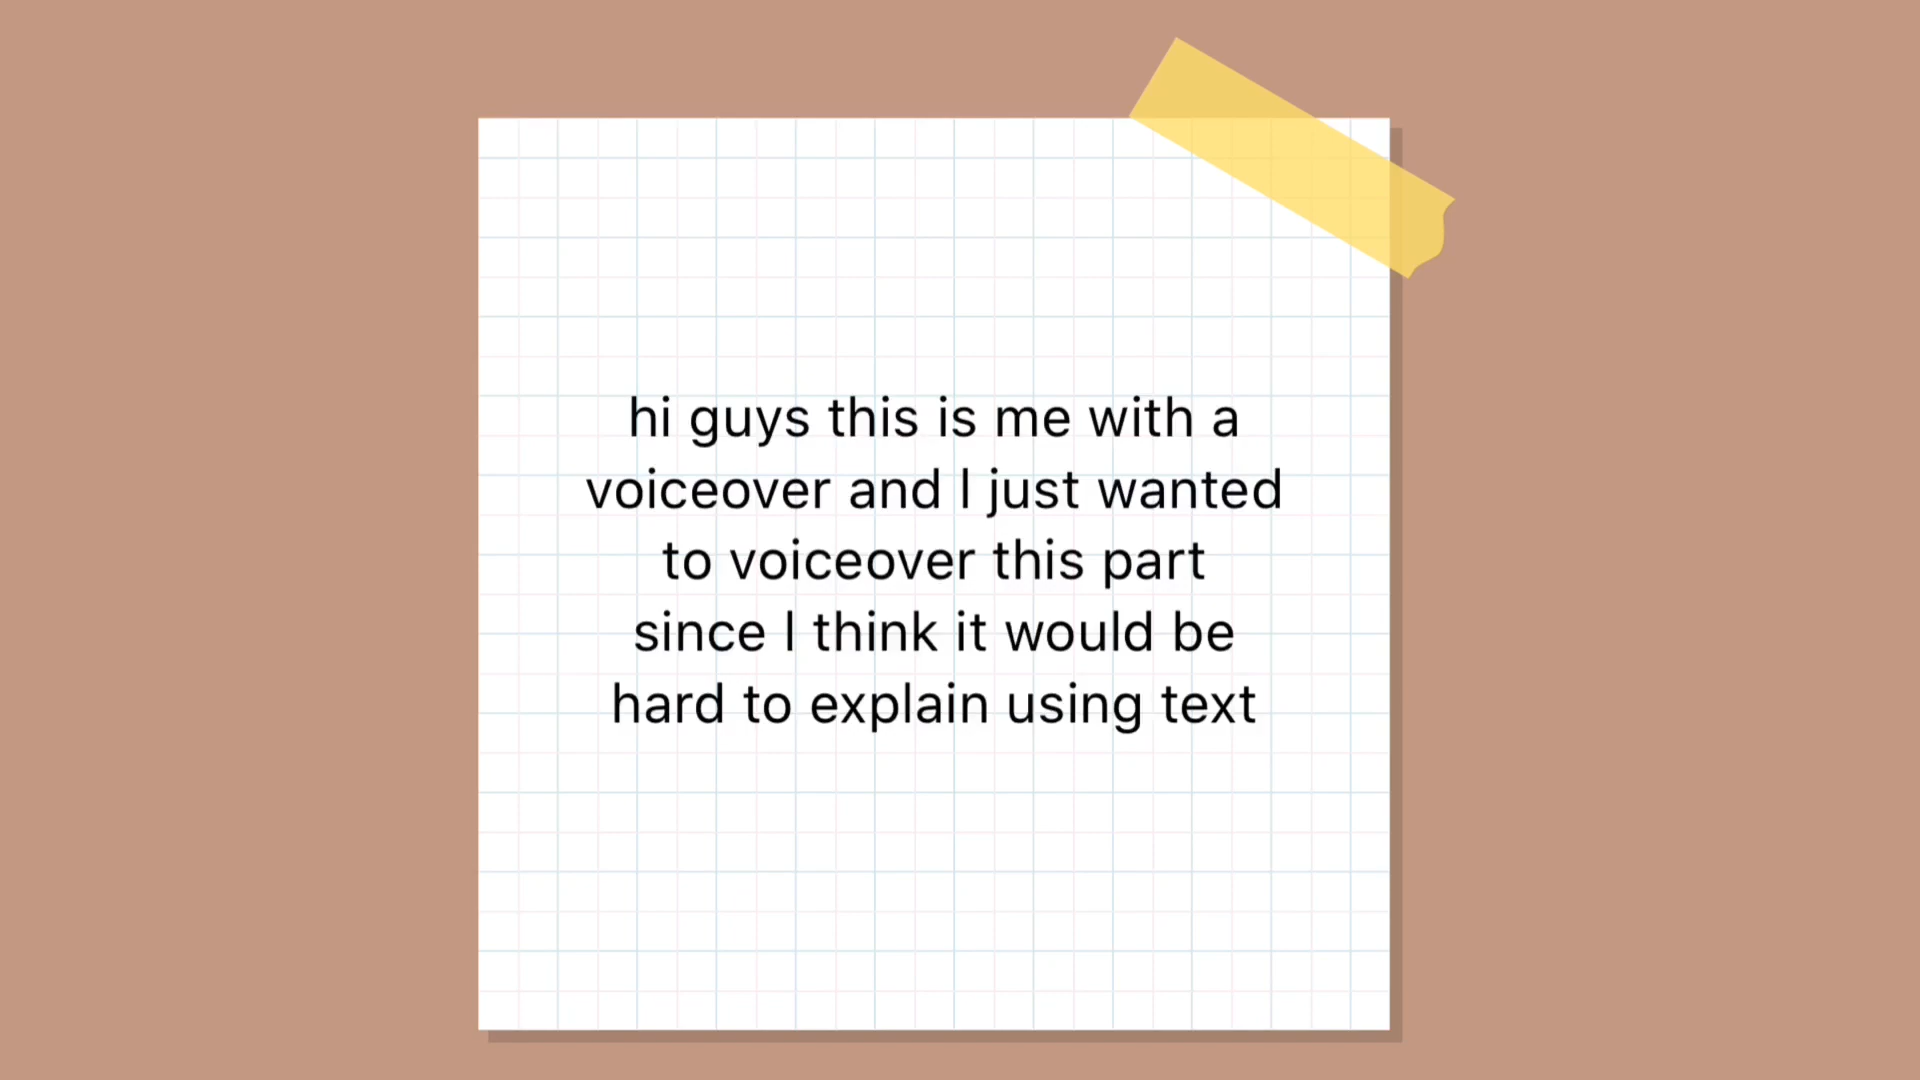 hi guys this is me with a
voiceover and I just wanted
to voiceover this part
since I think it would be
hard to explain using text